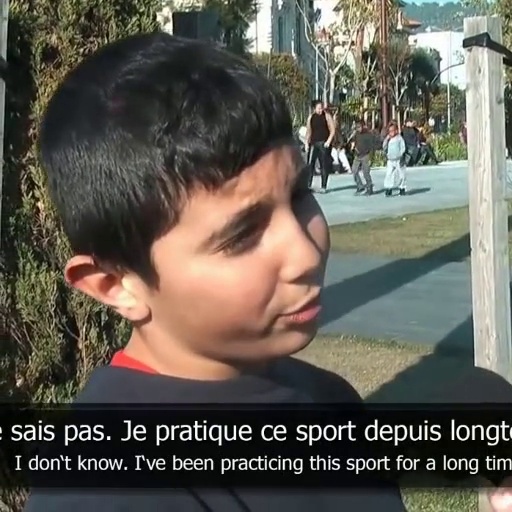 sais pas. Je pratique ce sport depuis
I don't know. I've been practicing this sport for a long